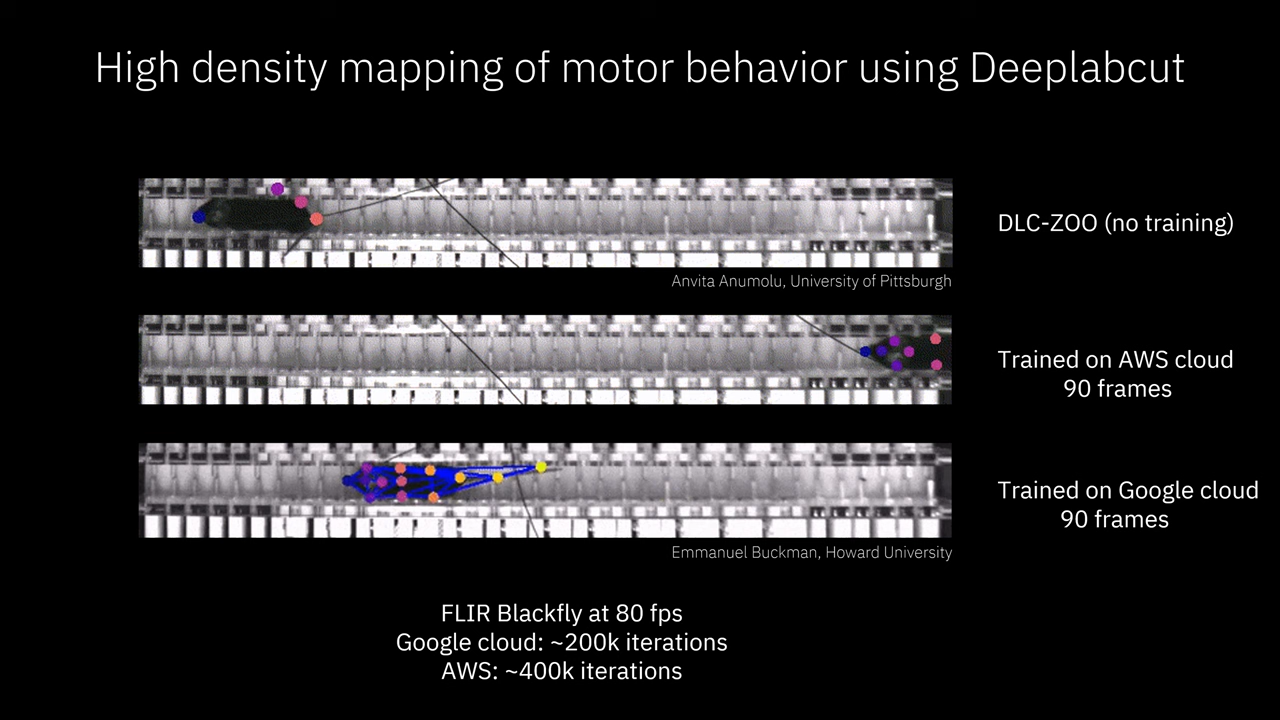 High density mapping of motor behavior using Deeplabcut
DLC-ZOO (no training)
Anvita Anumolu, University of Pittsburgh
Trained on AWS cloud
90 frames
Trained on Google cloud
90 frames
Emmanuel Buckman, Howard University
FLIR Blackfly at 80 fps
Google cloud: ~200k iterations
AWS: ~400k iterations